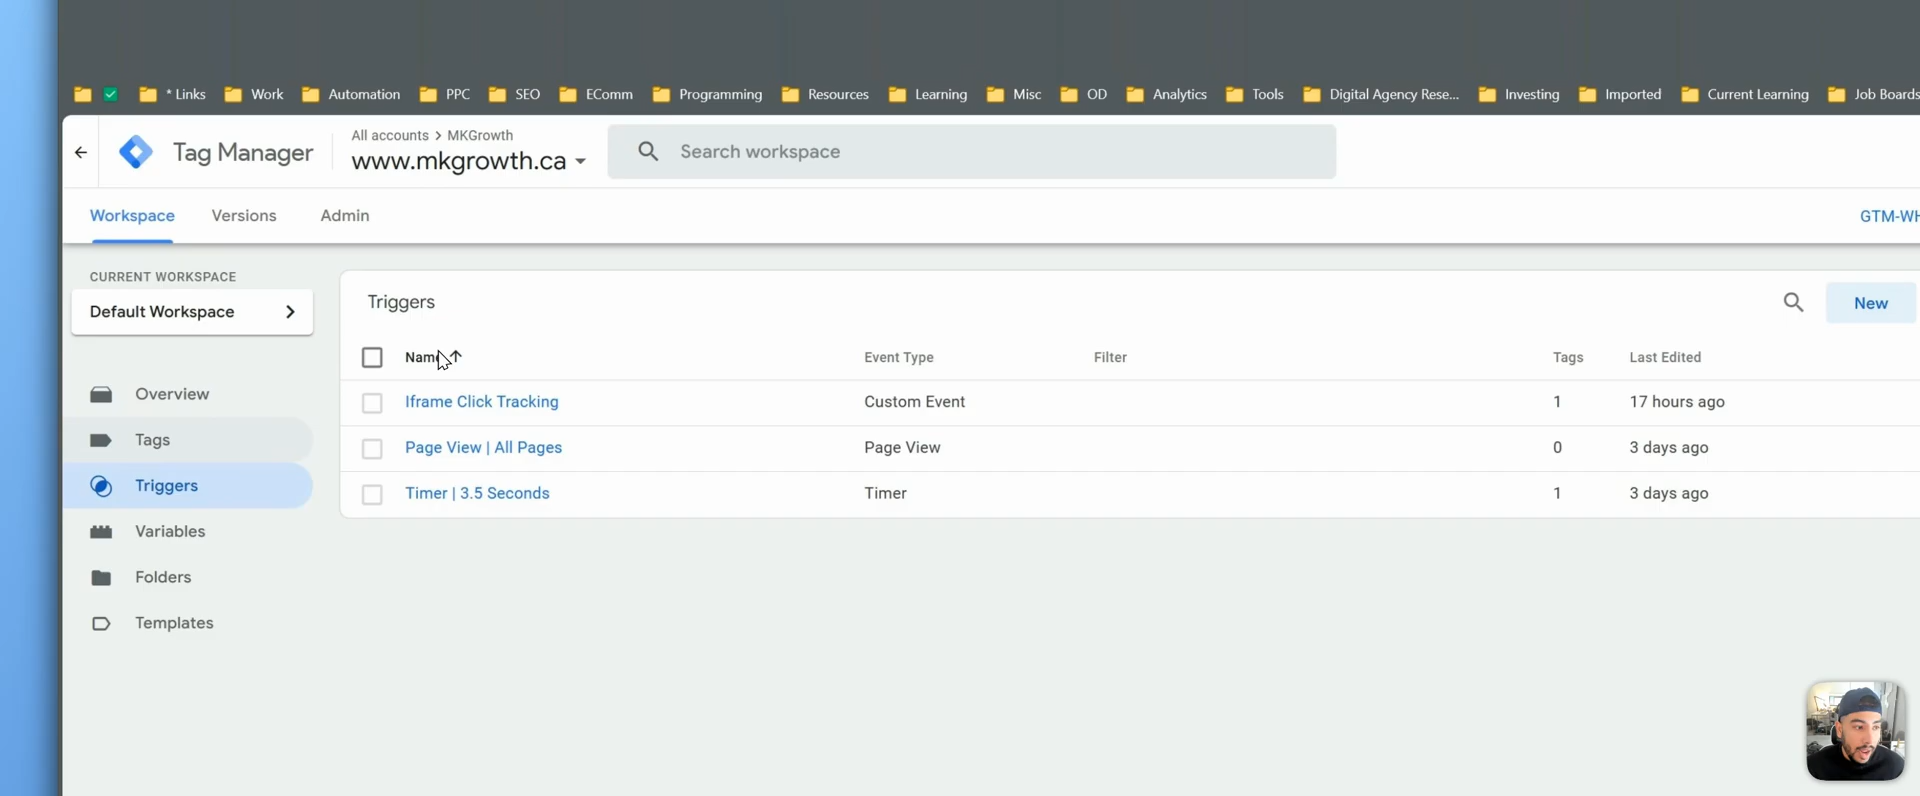 * Links Work Automation PPC SEO EComm Programming Resources Learning Misc OD Analytics Tools Digital Agency Rese... Investing Imported Current Learning Job Boards
Tag Manager
All accounts > MKGrowth
www.mkgrowth.ca
Search workspace
Workspace Versions Admin
GTM-WH
CURRENT WORKSPACE
Default Workspace
Overview
Tags
Triggers
Variables
Folders
Templates
Triggers
New
Name Event Type Filter Tags Last Edited
Iframe Click Tracking Custom Event 1 17 hours ago
Page View | All Pages Page View 0 3 days ago
Timer | 3.5 Seconds Timer 1 3 days ago